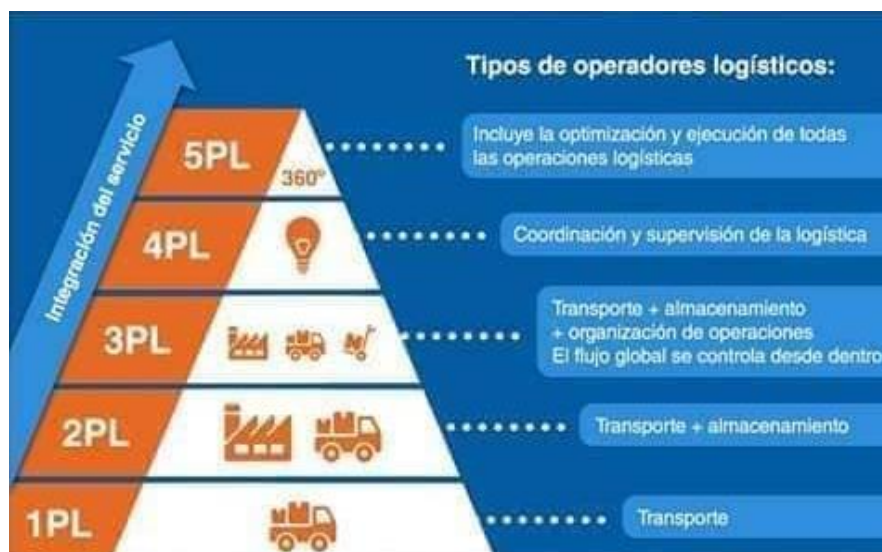 Tipos de operadores logísticos:
Integración del servicio
5PL
360º
Incluye la optimización y ejecución de todas
las operaciones logísticas
4PL
Coordinación y supervisión de la logística
3PL
Transporte + almacenamiento
+ organización de operaciones
El flujo global se controla desde dentro
2PL
Transporte + almacenamiento
1PL
Transporte